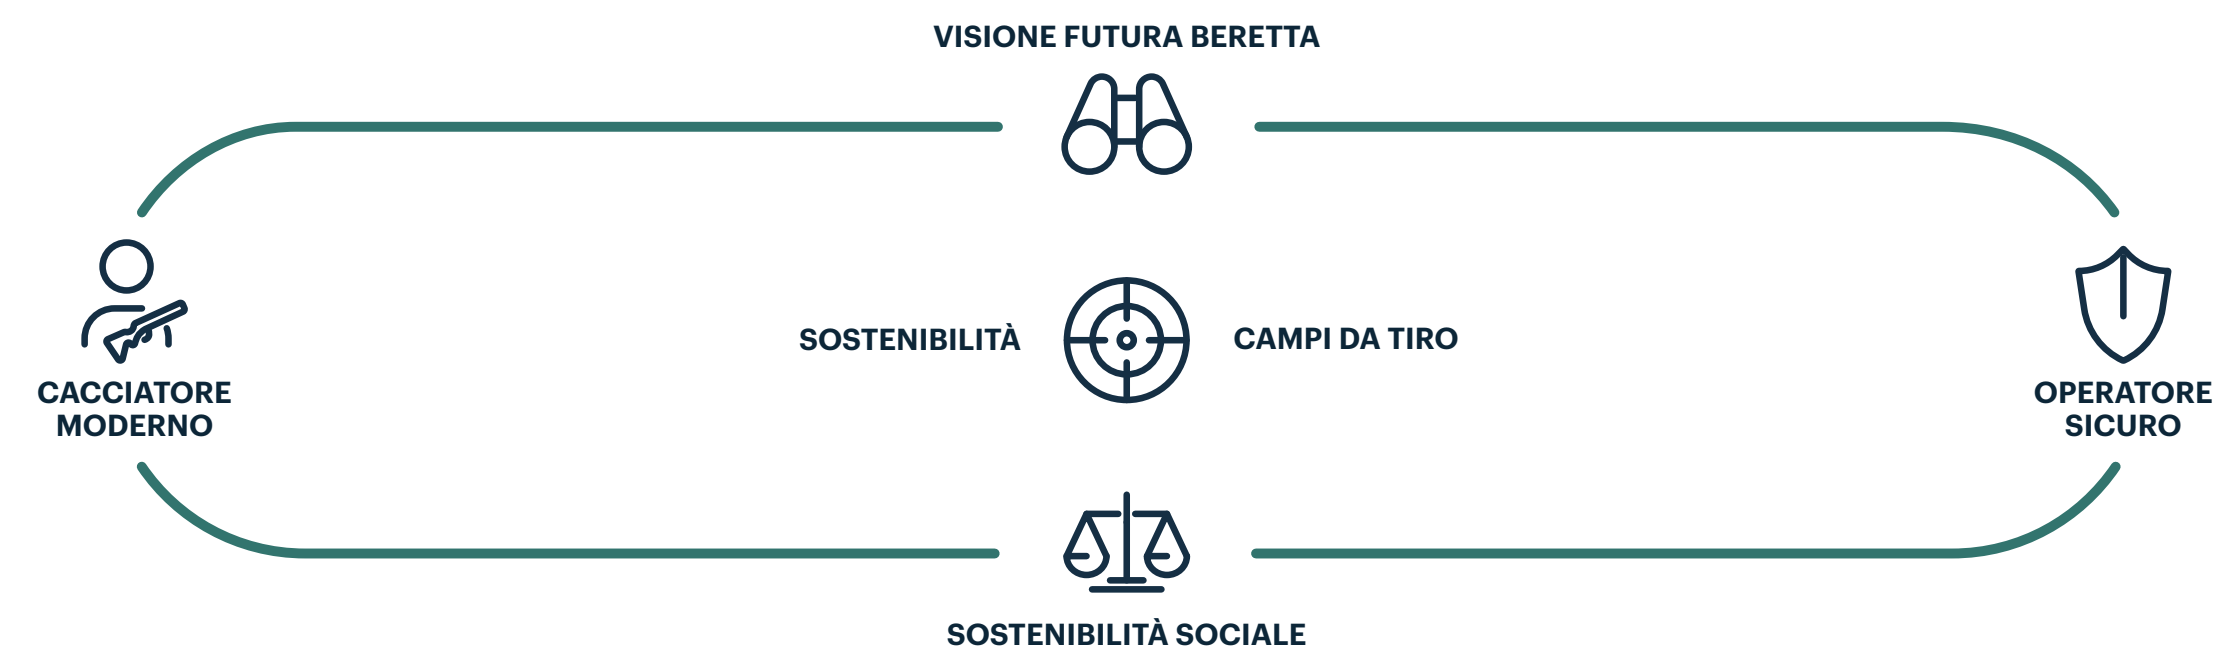 VISIONE FUTURA BERETTA
SOSTENIBILITÀ
CAMPI DA TIRO
CACCIATORE
MODERNO
OPERATORE
SICURO
SOSTENIBILITÀ SOCIALE